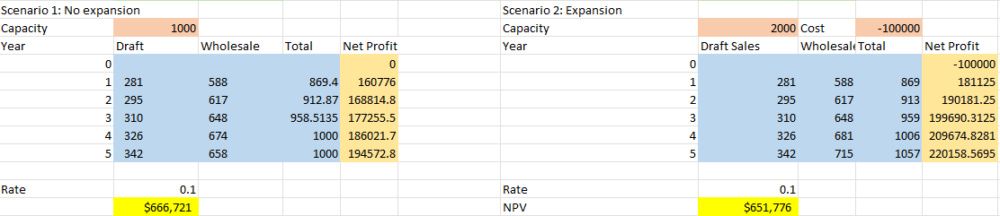 Scenario 1: No expansion Scenario 2: Expansion
Capacity 1000 Capacity 2000 Cost -100000
Year Draft Wholesale Total Net Profit Year Draft Sales Wholesale Total Net Profit
0 0 0 -100000
1 281 588 869.4 160776 1 281 588 869 181125
2 295 617 912.87 168814.8 2 295 617 913 190181.25
3 310 648 958.5135 177255.5 3 310 648 959 199690.3125
4 326 674 1000 186021.7 4 326 681 1006 209674.8281
5 342 658 1000 194572.8 5 342 715 1057 220158.5695
Rate 0.1 Rate 0.1
$666,721 NPV $651,776